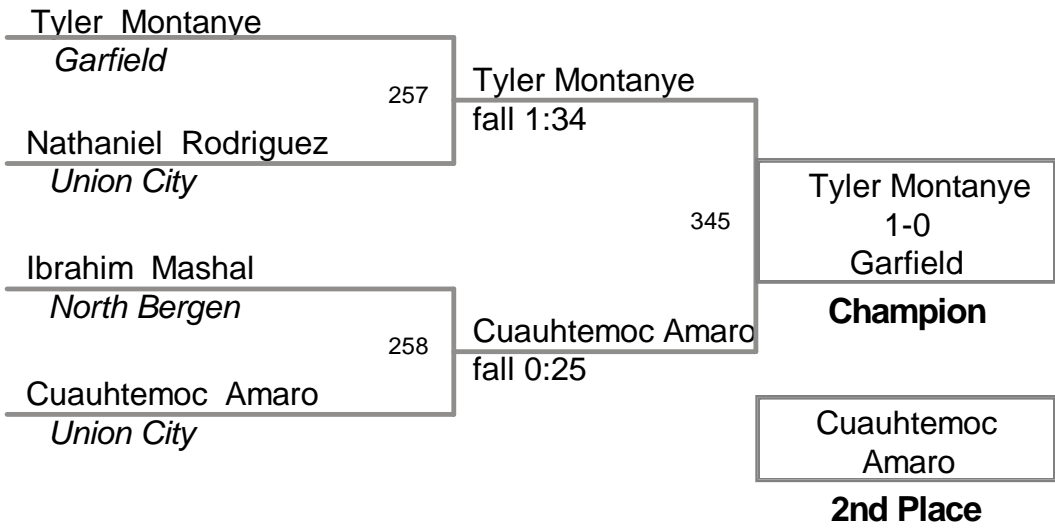 Tyler Montanye
Garfield
257
Nathaniel Rodriguez
Union City
Tyler Montanye
fall 1:34
Ibrahim Mashal
North Bergen
258
Cuauhtemoc Amaro
Union City
Cuauhtemoc Amaro
fall 0:25
345
Tyler Montanye
1-0
Garfield
Champion
Cuauhtemoc
Amaro
2nd Place